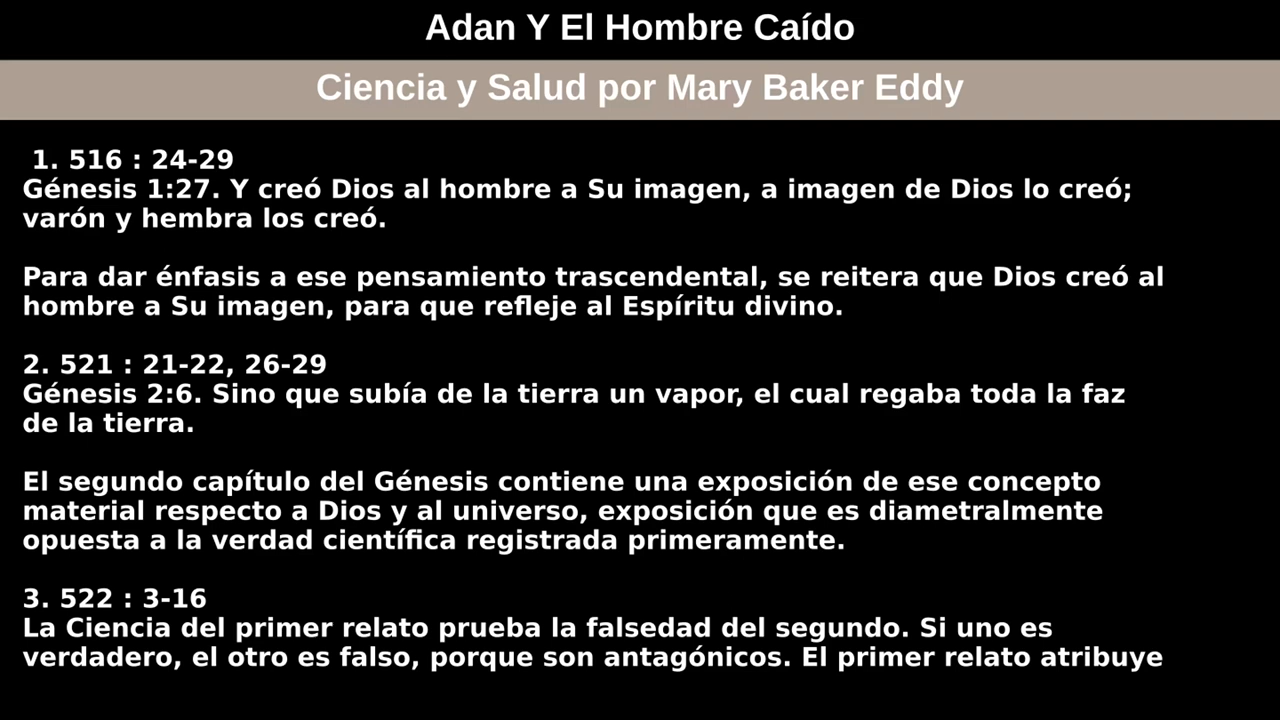 Adan Y El Hombre Caído
Ciencia y Salud por Mary Baker Eddy
1. 516 : 24-29
Génesis 1:27. Y creó Dios al hombre a Su imagen, a imagen de Dios lo creó;
varón y hembra los creó.
Para dar énfasis a ese pensamiento trascendental, se reitera que Dios creó al
hombre a Su imagen, para que refleje al Espíritu divino.
2. 521 : 21-22, 26-29
Génesis 2:6. Sino que subía de la tierra un vapor, el cual regaba toda la faz
de la tierra.
El segundo capítulo del Génesis contiene una exposición de ese concepto
material respecto a Dios y al universo, exposición que es diametralmente
opuesta a la verdad científica registrada primeramente.
3. 522 : 3-16
La Ciencia del primer relato prueba la falsedad del segundo. Si uno es
verdadero, el otro es falso, porque son antagónicos. El primer relato atribuye